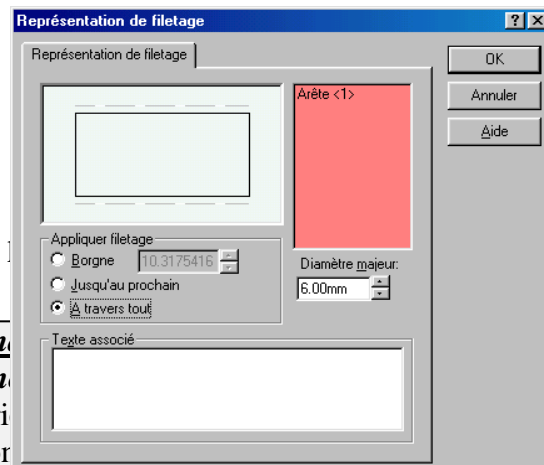 Représentation de filetage
Représentation de filetage
OK
Annuler
Aide
Arête <1>
Appliquer filetage
Borgne 10.3175416
Jusqu'au prochain
A travers tout
Diamètre majeur:
6.00mm
Texte associé